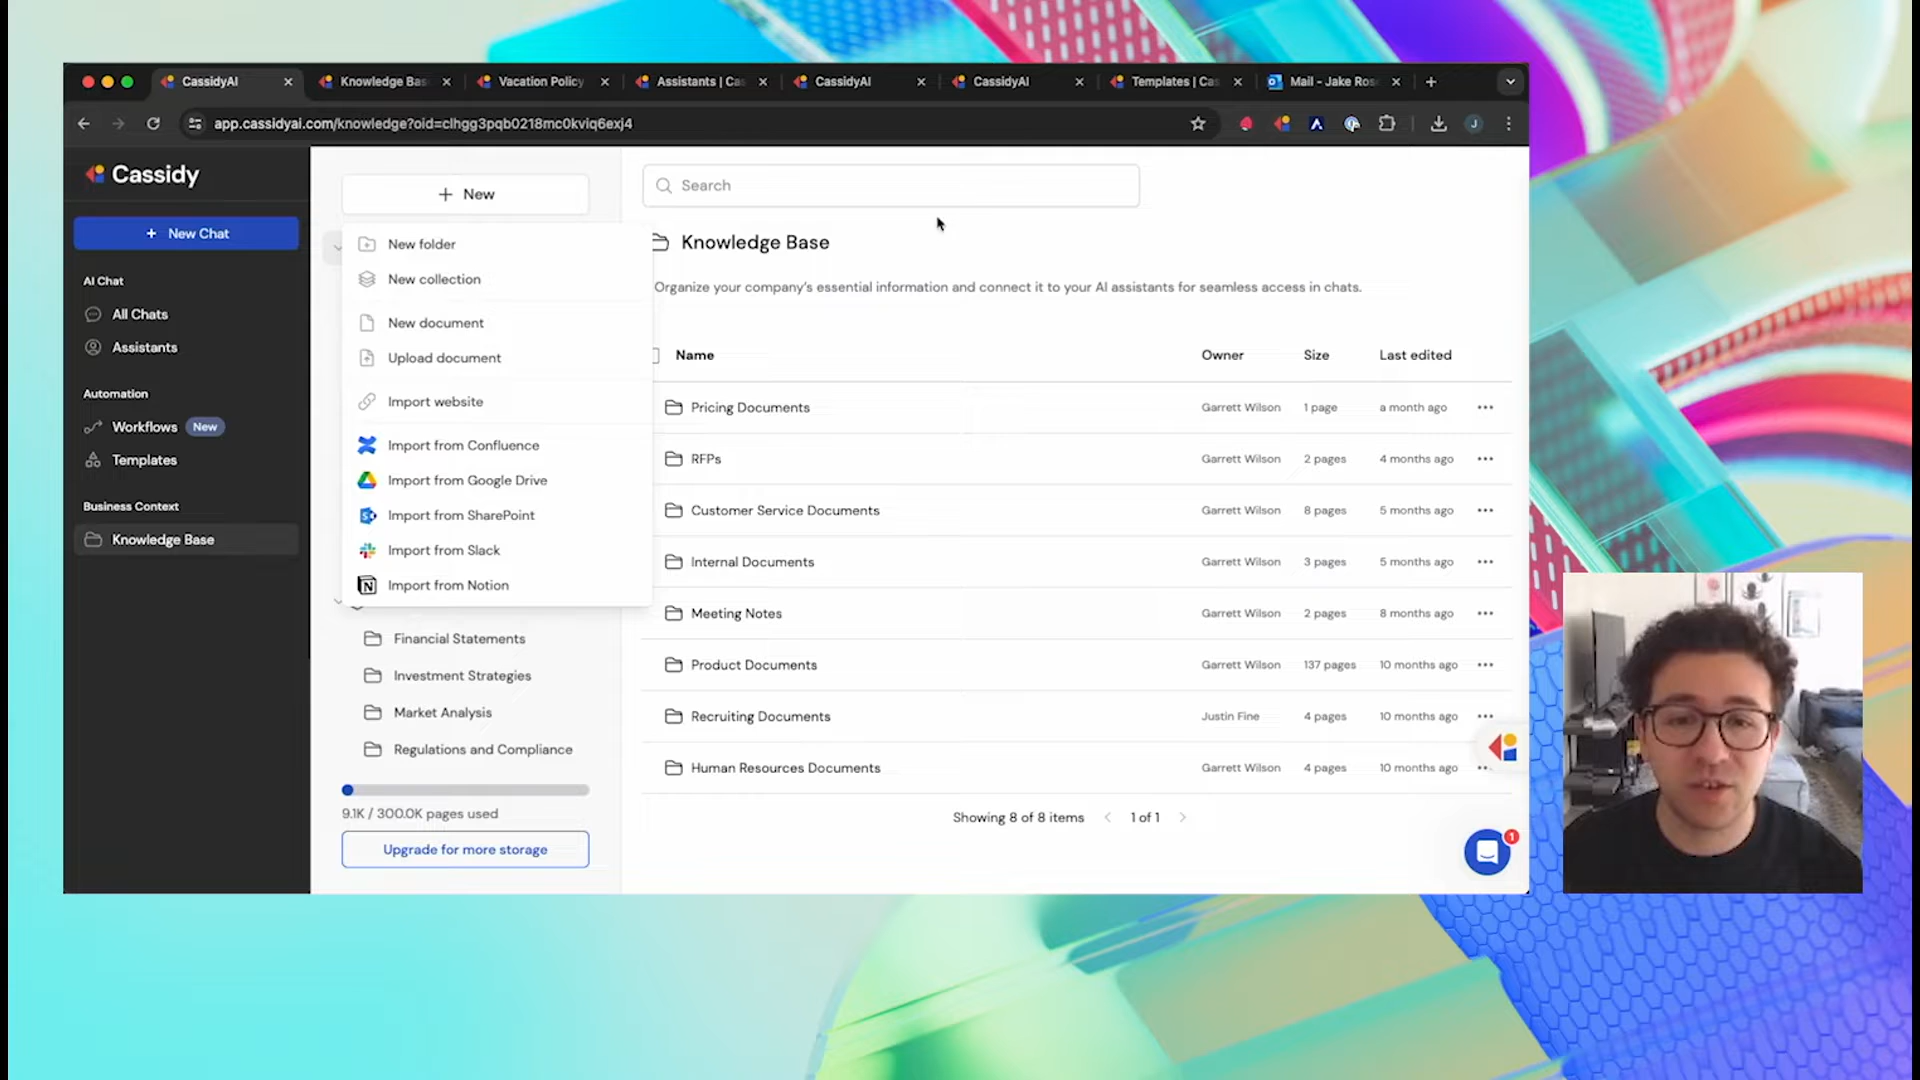 CassidyAI
Knowledge Bas
Vacation Policy
Assistants | Cas
CassidyAI
CassidyAI
Templates | Cas
Mail - Jake Rose
app.cassidyai.com/knowledge?oid=clhgg3pqb0218mc0kviq6exj4
J
Cassidy
+ New Chat
AI Chat
All Chats
Assistants
Automation
Workflows New
Templates
Business Context
Knowledge Base
+ New
New folder
New collection
New document
Upload document
Import website
Import from Confluence
Import from Google Drive
Import from SharePoint
Import from Slack
Import from Notion
Financial Statements
Investment Strategies
Market Analysis
Regulations and Compliance
9.1K / 300.0K pages used
Upgrade for more storage
Search
Knowledge Base
Organize your company's essential information and connect it to your AI assistants for seamless access in chats.
Name Owner Size Last edited
Pricing Documents Garrett Wilson 1 page a month ago
RFPs Garrett Wilson 2 pages 4 months ago
Customer Service Documents Garrett Wilson 8 pages 5 months ago
Internal Documents Garrett Wilson 3 pages 5 months ago
Meeting Notes Garrett Wilson 2 pages 8 months ago
Product Documents Garrett Wilson 137 pages 10 months ago
Recruiting Documents Justin Fine 4 pages 10 months ago
Human Resources Documents Garrett Wilson 4 pages 10 months ago
Showing 8 of 8 items 1 of 1
1